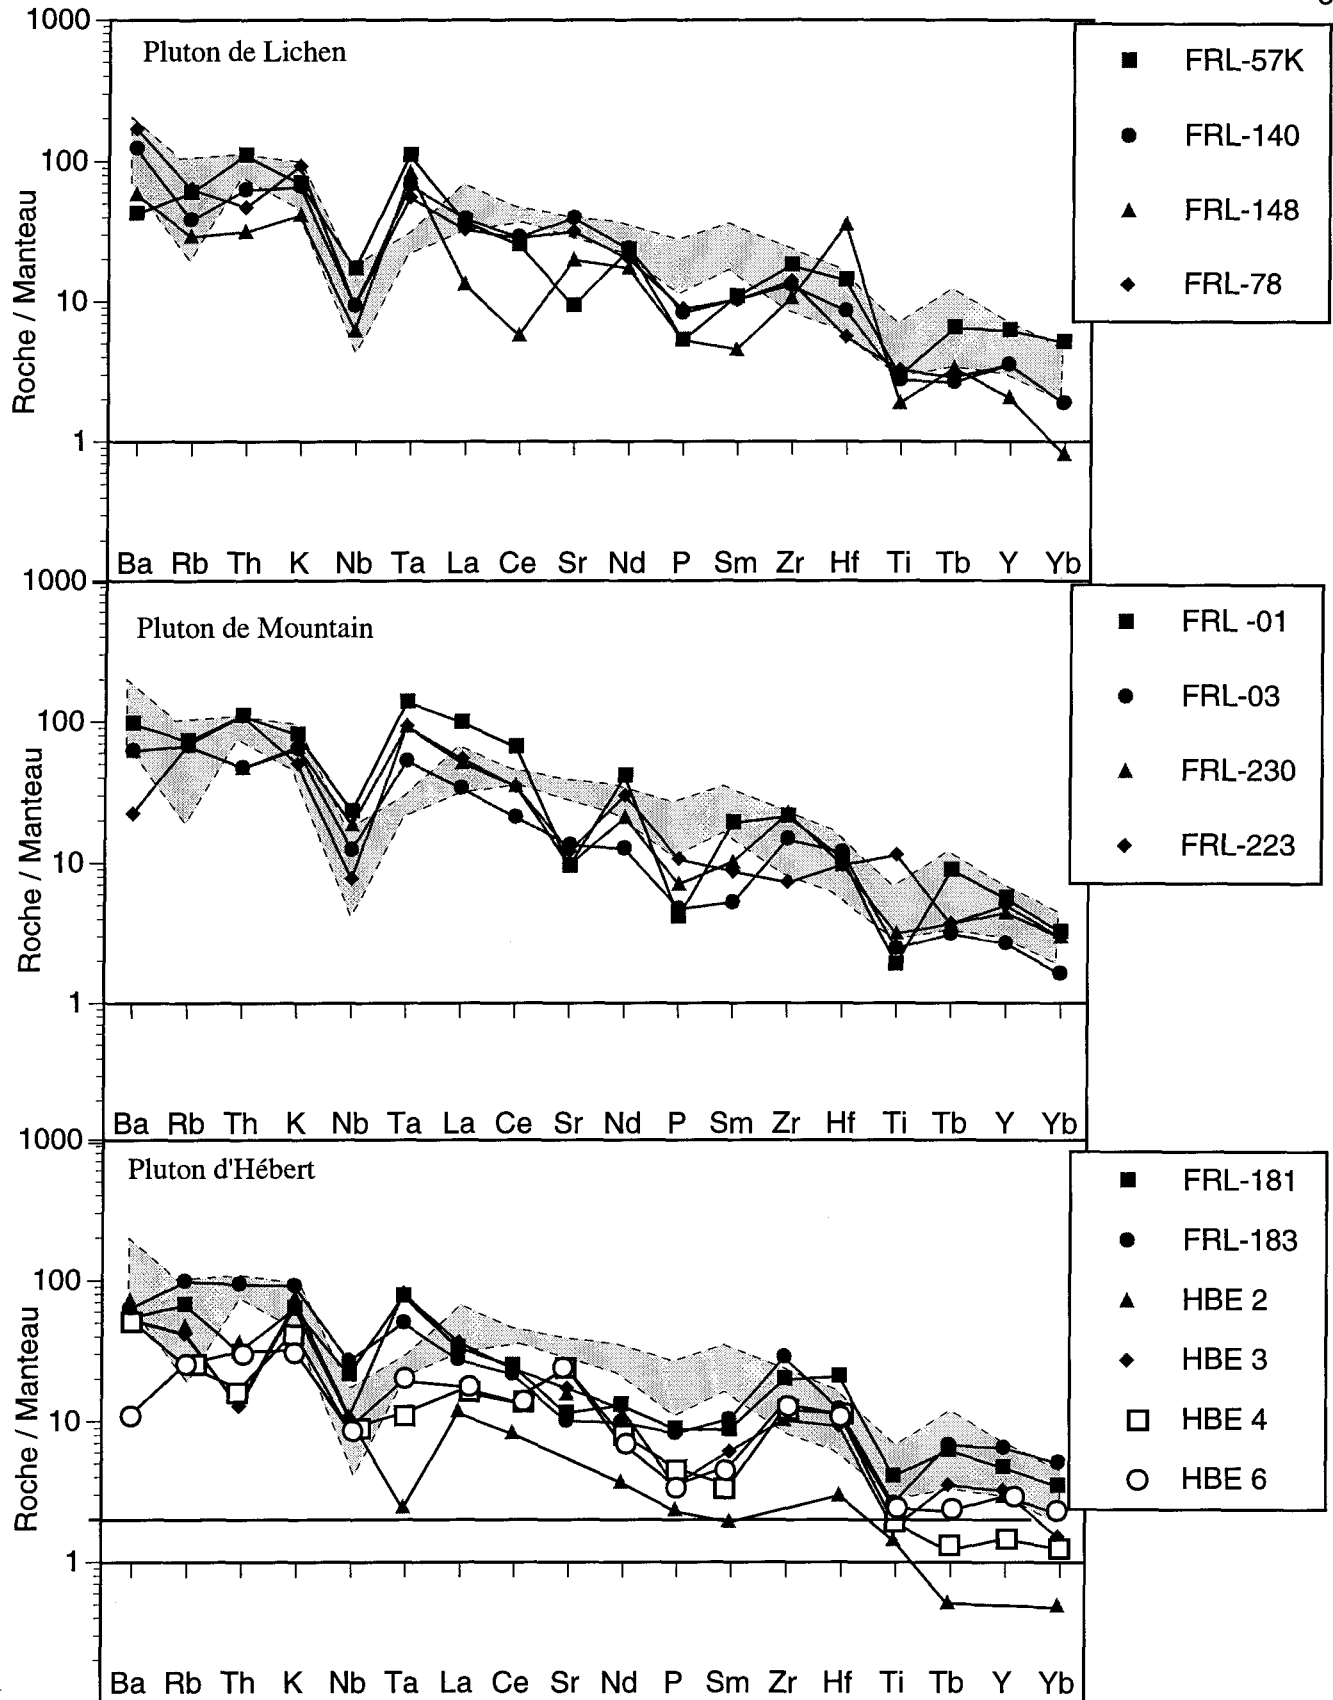 1000
Pluton de Lichen
100
10
1
Roche / Manteau
Ba Rb Th K Nb Ta La Ce Sr Nd P Sm Zr Hf Ti Tb Y Yb
FRL-57K
FRL-140
FRL-148
FRL-78
1000
Pluton de Mountain
100
10
1
Roche / Manteau
Ba Rb Th K Nb Ta La Ce Sr Nd P Sm Zr Hf Ti Tb Y Yb
FRL -01
FRL-03
FRL-230
FRL-223
1000
Pluton d'Hébert
100
10
1
Roche / Manteau
Ba Rb Th K Nb Ta La Ce Sr Nd P Sm Zr Hf Ti Tb Y Yb
FRL-181
FRL-183
HBE 2
HBE 3
HBE 4
HBE 6